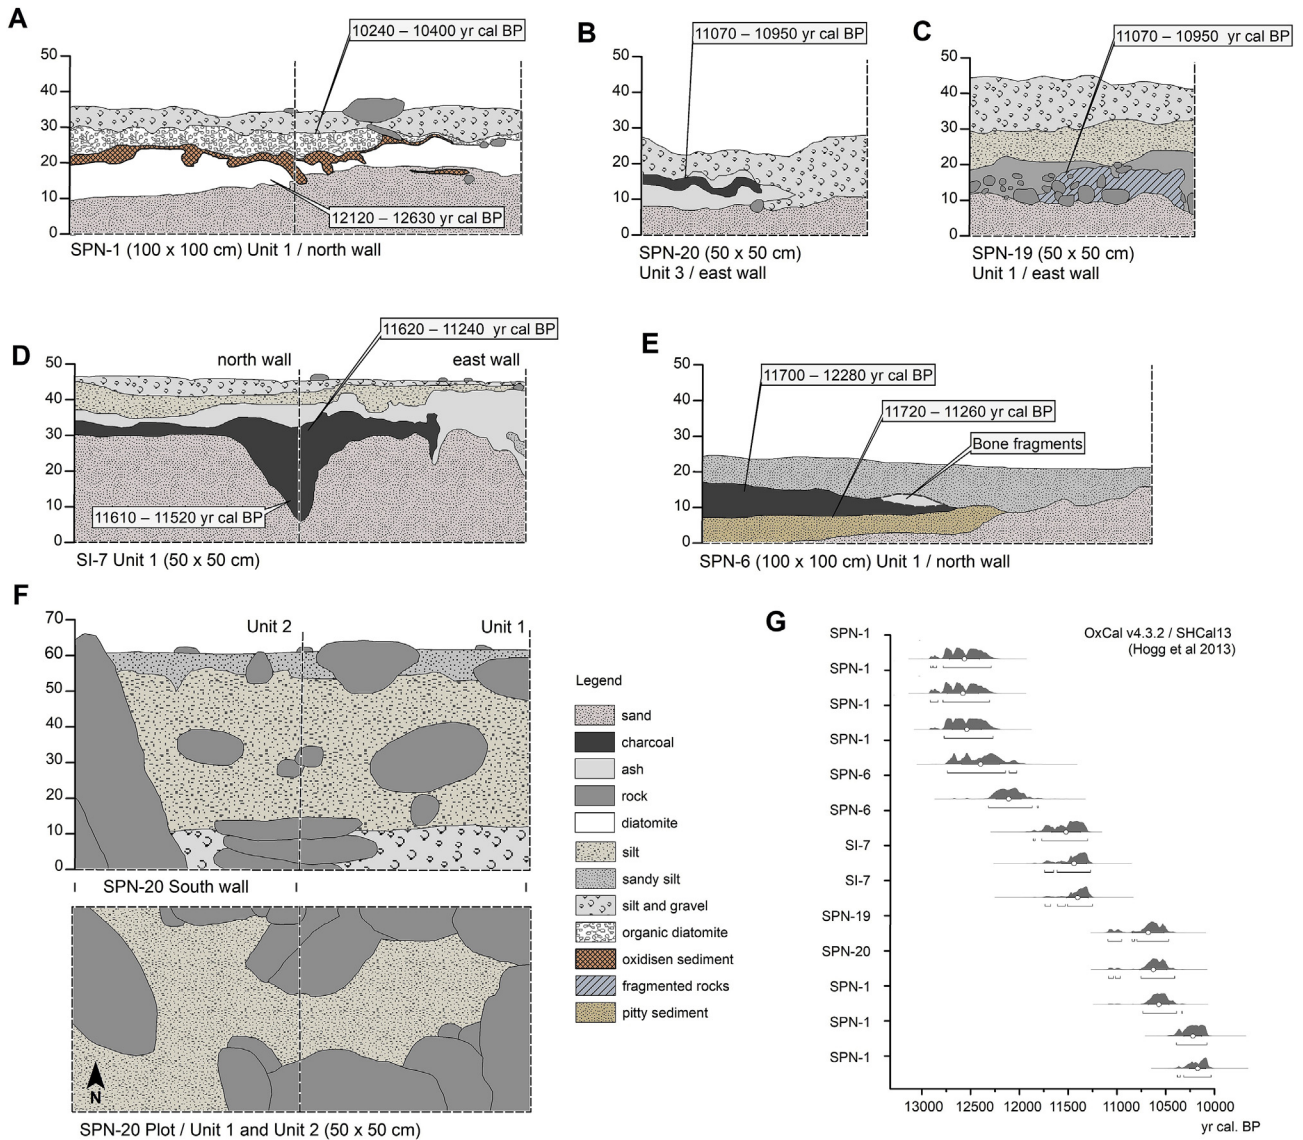 A
10240 – 10400 yr cal BP
50
40
30
20
10
0
12120 – 12630 yr cal BP
SPN-1 (100 x 100 cm) Unit 1 / north wall
B
11070 – 10950 yr cal BP
50
40
30
20
10
0
SPN-20 (50 x 50 cm)
Unit 3 / east wall
C
11070 – 10950 yr cal BP
50
40
30
20
10
0
SPN-19 (50 x 50 cm)
Unit 1 / east wall
D
11620 – 11240 yr cal BP
north wall
east wall
50
40
30
20
10
0
11610 – 11520 yr cal BP
SI-7 Unit 1 (50 x 50 cm)
E
11700 – 12280 yr cal BP
11720 – 11260 yr cal BP
Bone fragments
50
40
30
20
10
0
SPN-6 (100 x 100 cm) Unit 1 / north wall
F
Unit 2
Unit 1
70
60
50
40
30
20
10
0
SPN-20 South wall
N
SPN-20 Plot / Unit 1 and Unit 2 (50 x 50 cm)
Legend
sand
charcoal
ash
rock
diatomite
silt
sandy silt
silt and gravel
organic diatomite
oxidisen sediment
fragmented rocks
pitty sediment
G
OxCal v4.3.2 / SHCal13
(Hogg et al 2013)
SPN-1
SPN-1
SPN-1
SPN-1
SPN-6
SPN-6
SI-7
SI-7
SPN-19
SPN-20
SPN-1
SPN-1
SPN-1
13000 12500 12000 11500 11000 10500 10000
yr cal. BP